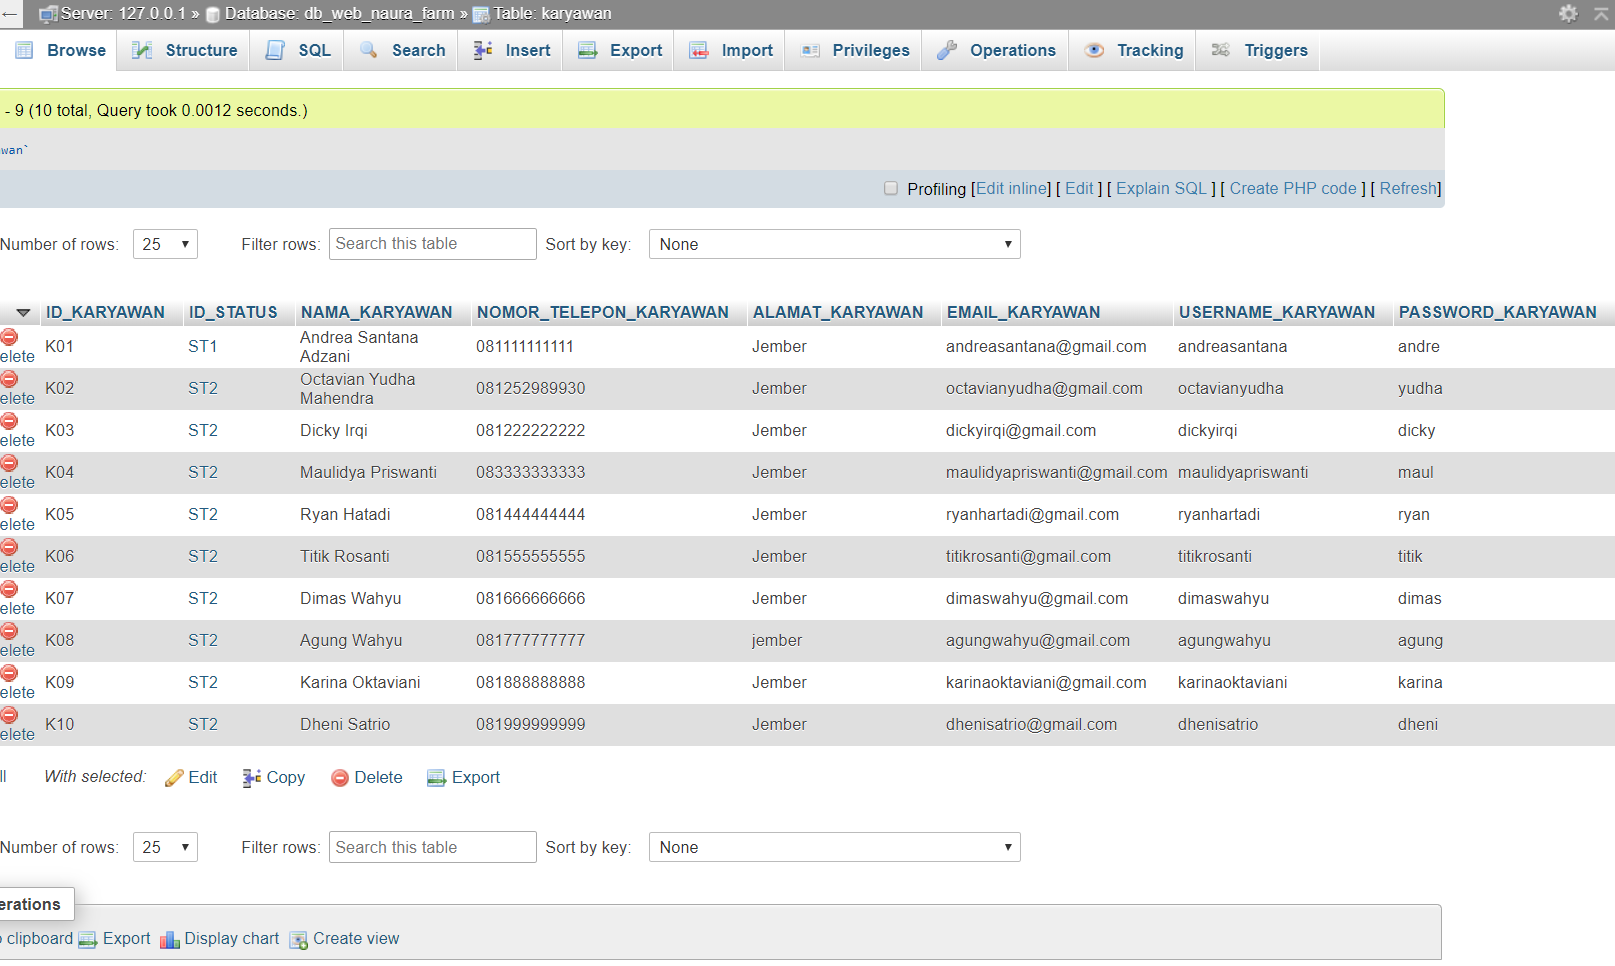 Server: 127.0.0.1 » Database: db_web_naura_farm » Table: karyawan
Browse Structure SQL Search Insert Export Import Privileges Operations Tracking Triggers
- 9 (10 total, Query took 0.0012 seconds.)
wan`
Profiling [Edit inline] [ Edit ] [ Explain SQL ] [ Create PHP code ] [ Refresh]
Number of rows: 25 Filter rows: Search this table Sort by key: None
ID_KARYAWAN ID_STATUS NAMA_KARYAWAN NOMOR_TELEPON_KARYAWAN ALAMAT_KARYAWAN EMAIL_KARYAWAN USERNAME_KARYAWAN PASSWORD_KARYAWAN
elete K01 ST1 Andrea Santana Adzani 081111111111 Jember andreasantana@gmail.com andreasantana andre
elete K02 ST2 Octavian Yudha Mahendra 081252989930 Jember octavianyudha@gmail.com octavianyudha yudha
elete K03 ST2 Dicky Irqi 081222222222 Jember dickyirqi@gmail.com dickyirqi dicky
elete K04 ST2 Maulidya Priswanti 083333333333 Jember maulidyapriswanti@gmail.com maulidyapriswanti maul
elete K05 ST2 Ryan Hatadi 081444444444 Jember ryanhartadi@gmail.com ryanhartadi ryan
elete K06 ST2 Titik Rosanti 081555555555 Jember titikrosanti@gmail.com titikrosanti titik
elete K07 ST2 Dimas Wahyu 081666666666 Jember dimaswahyu@gmail.com dimaswahyu dimas
elete K08 ST2 Agung Wahyu 081777777777 jember agungwahyu@gmail.com agungwahyu agung
elete K09 ST2 Karina Oktaviani 081888888888 Jember karinaoktaviani@gmail.com karinaoktaviani karina
elete K10 ST2 Dheni Satrio 081999999999 Jember dhenisatrio@gmail.com dhenisatrio dheni
ll With selected: Edit Copy Delete Export
Number of rows: 25 Filter rows: Search this table Sort by key: None
erations
o clipboard Export Display chart Create view